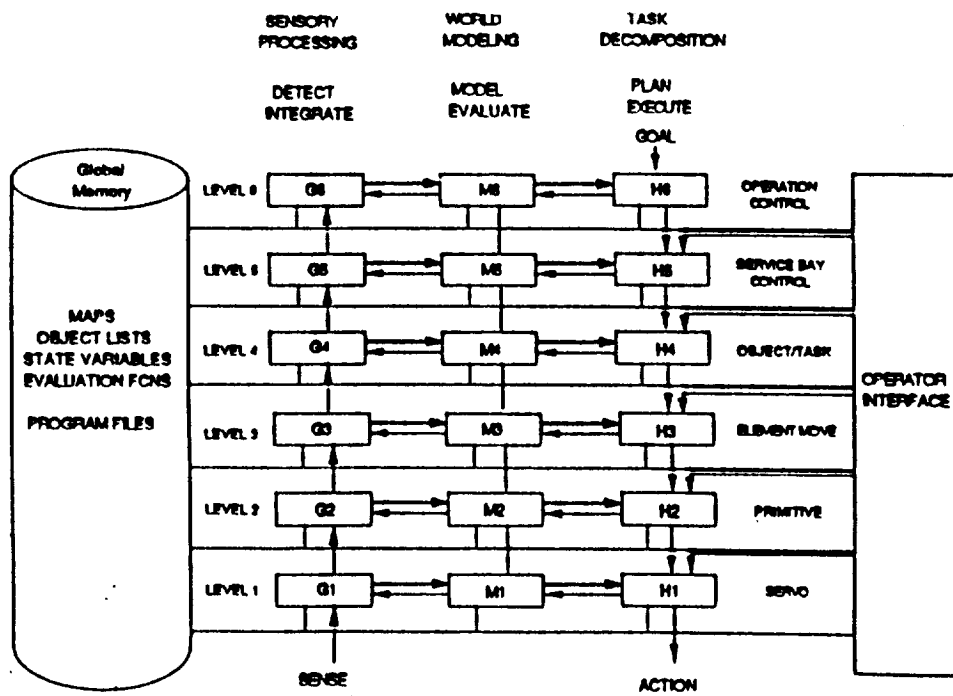 SENSORY PROCESSING
WORLD MODELING
TASK DECOMPOSITION
DETECT INTEGRATE
MODEL EVALUATE
PLAN EXECUTE
GOAL
Global Memory
MAPS
OBJECT LISTS
STATE VARIABLES
EVALUATION FCNS
PROGRAM FILES
LEVEL 6 G6 M6 H6 OPERATION CONTROL
LEVEL 5 G5 M5 H5 SERVICE BAY CONTROL
LEVEL 4 G4 M4 H4 OBJECT/TASK
LEVEL 3 G3 M3 H3 ELEMENT MOVE
LEVEL 2 G2 M2 H2 PRIMITIVE
LEVEL 1 G1 M1 H1 SERVO
OPERATOR INTERFACE
SENSE
ACTION